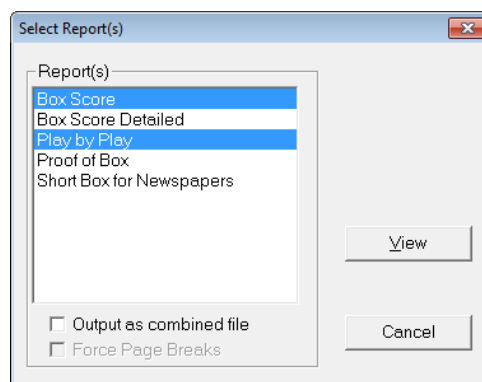 Select Report(s)
Report(s)
Box Score
Box Score Detailed
Play by Play
Proof of Box
Short Box for Newspapers
View
Output as combined file
Cancel
Force Page Breaks